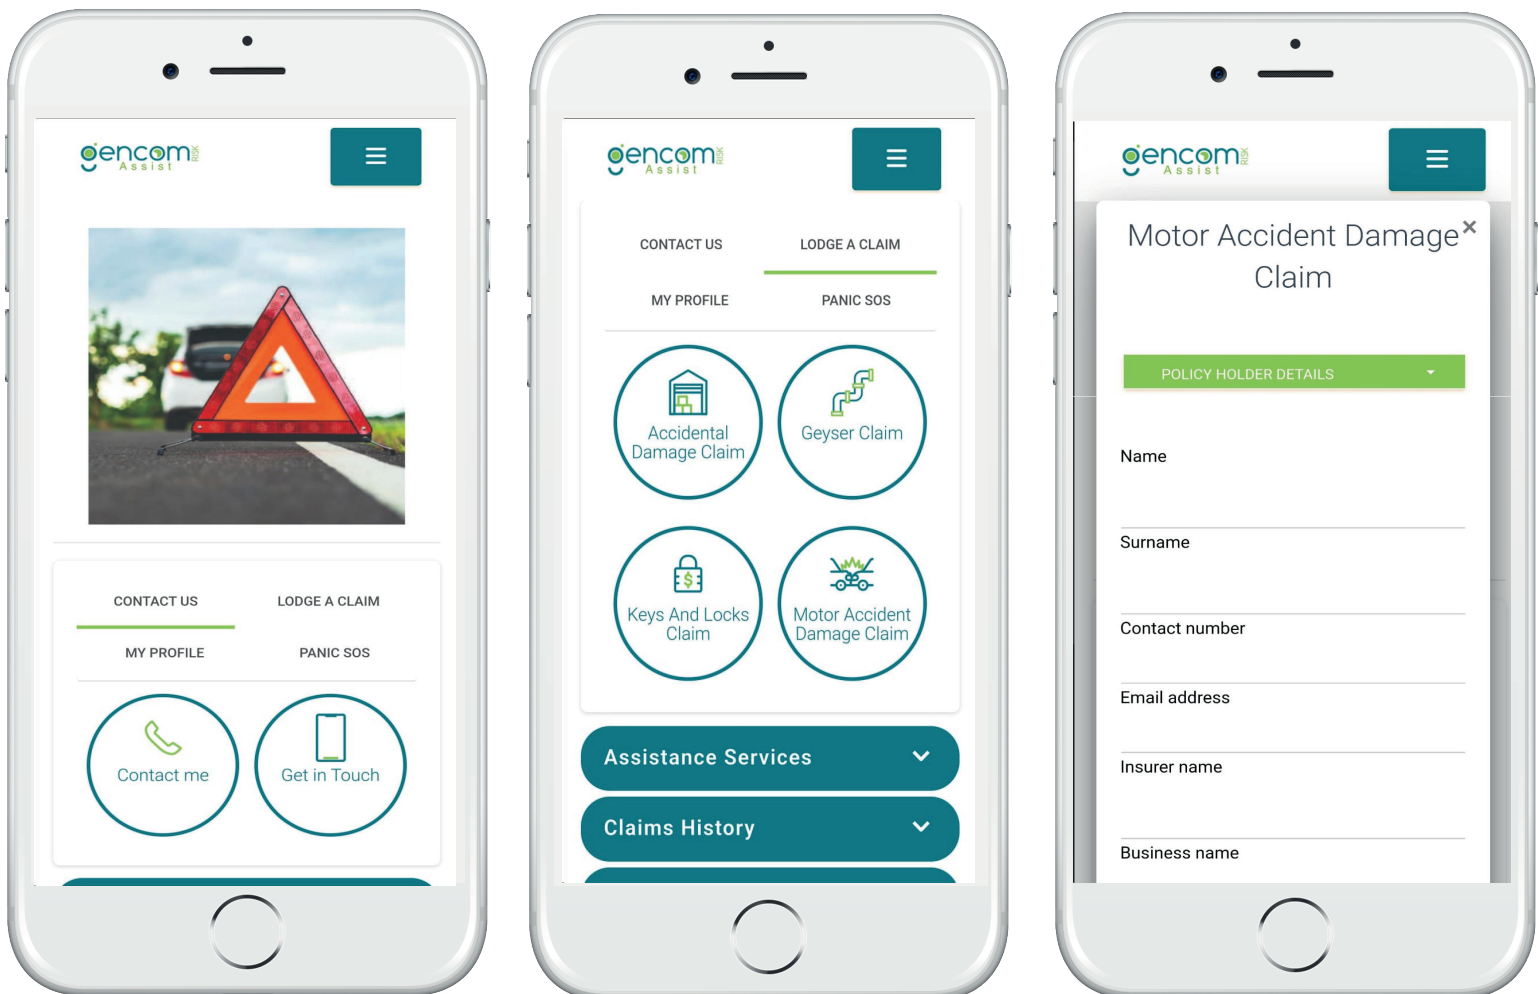 gencom RISK
Assist
CONTACT US
LODGE A CLAIM
MY PROFILE
PANIC SOS
Contact me
Get in Touch
gencom RISK
Assist
CONTACT US
LODGE A CLAIM
MY PROFILE
PANIC SOS
Accidental
Damage Claim
Geyser Claim
$
Keys And Locks
Claim
Motor Accident
Damage Claim
Assistance Services
Claims History
gencom RISK
Assist
Motor Accident Damage
Claim
×
POLICY HOLDER DETAILS
Name
Surname
Contact number
Email address
Insurer name
Business name